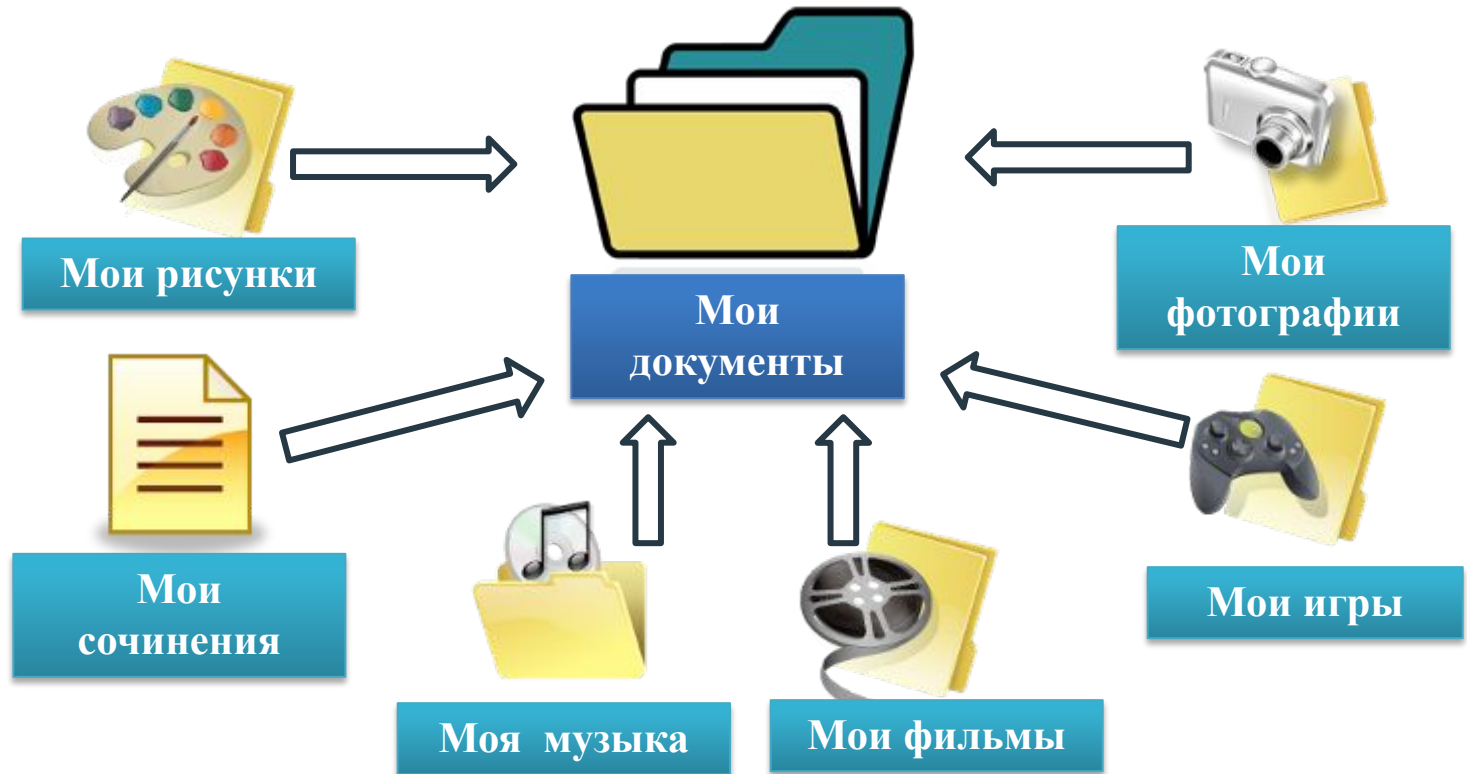 Мои рисунки
Мои
документы
Мои
фотографии
Мои
сочинения
Моя  музыка
Мои фильмы
Мои игры